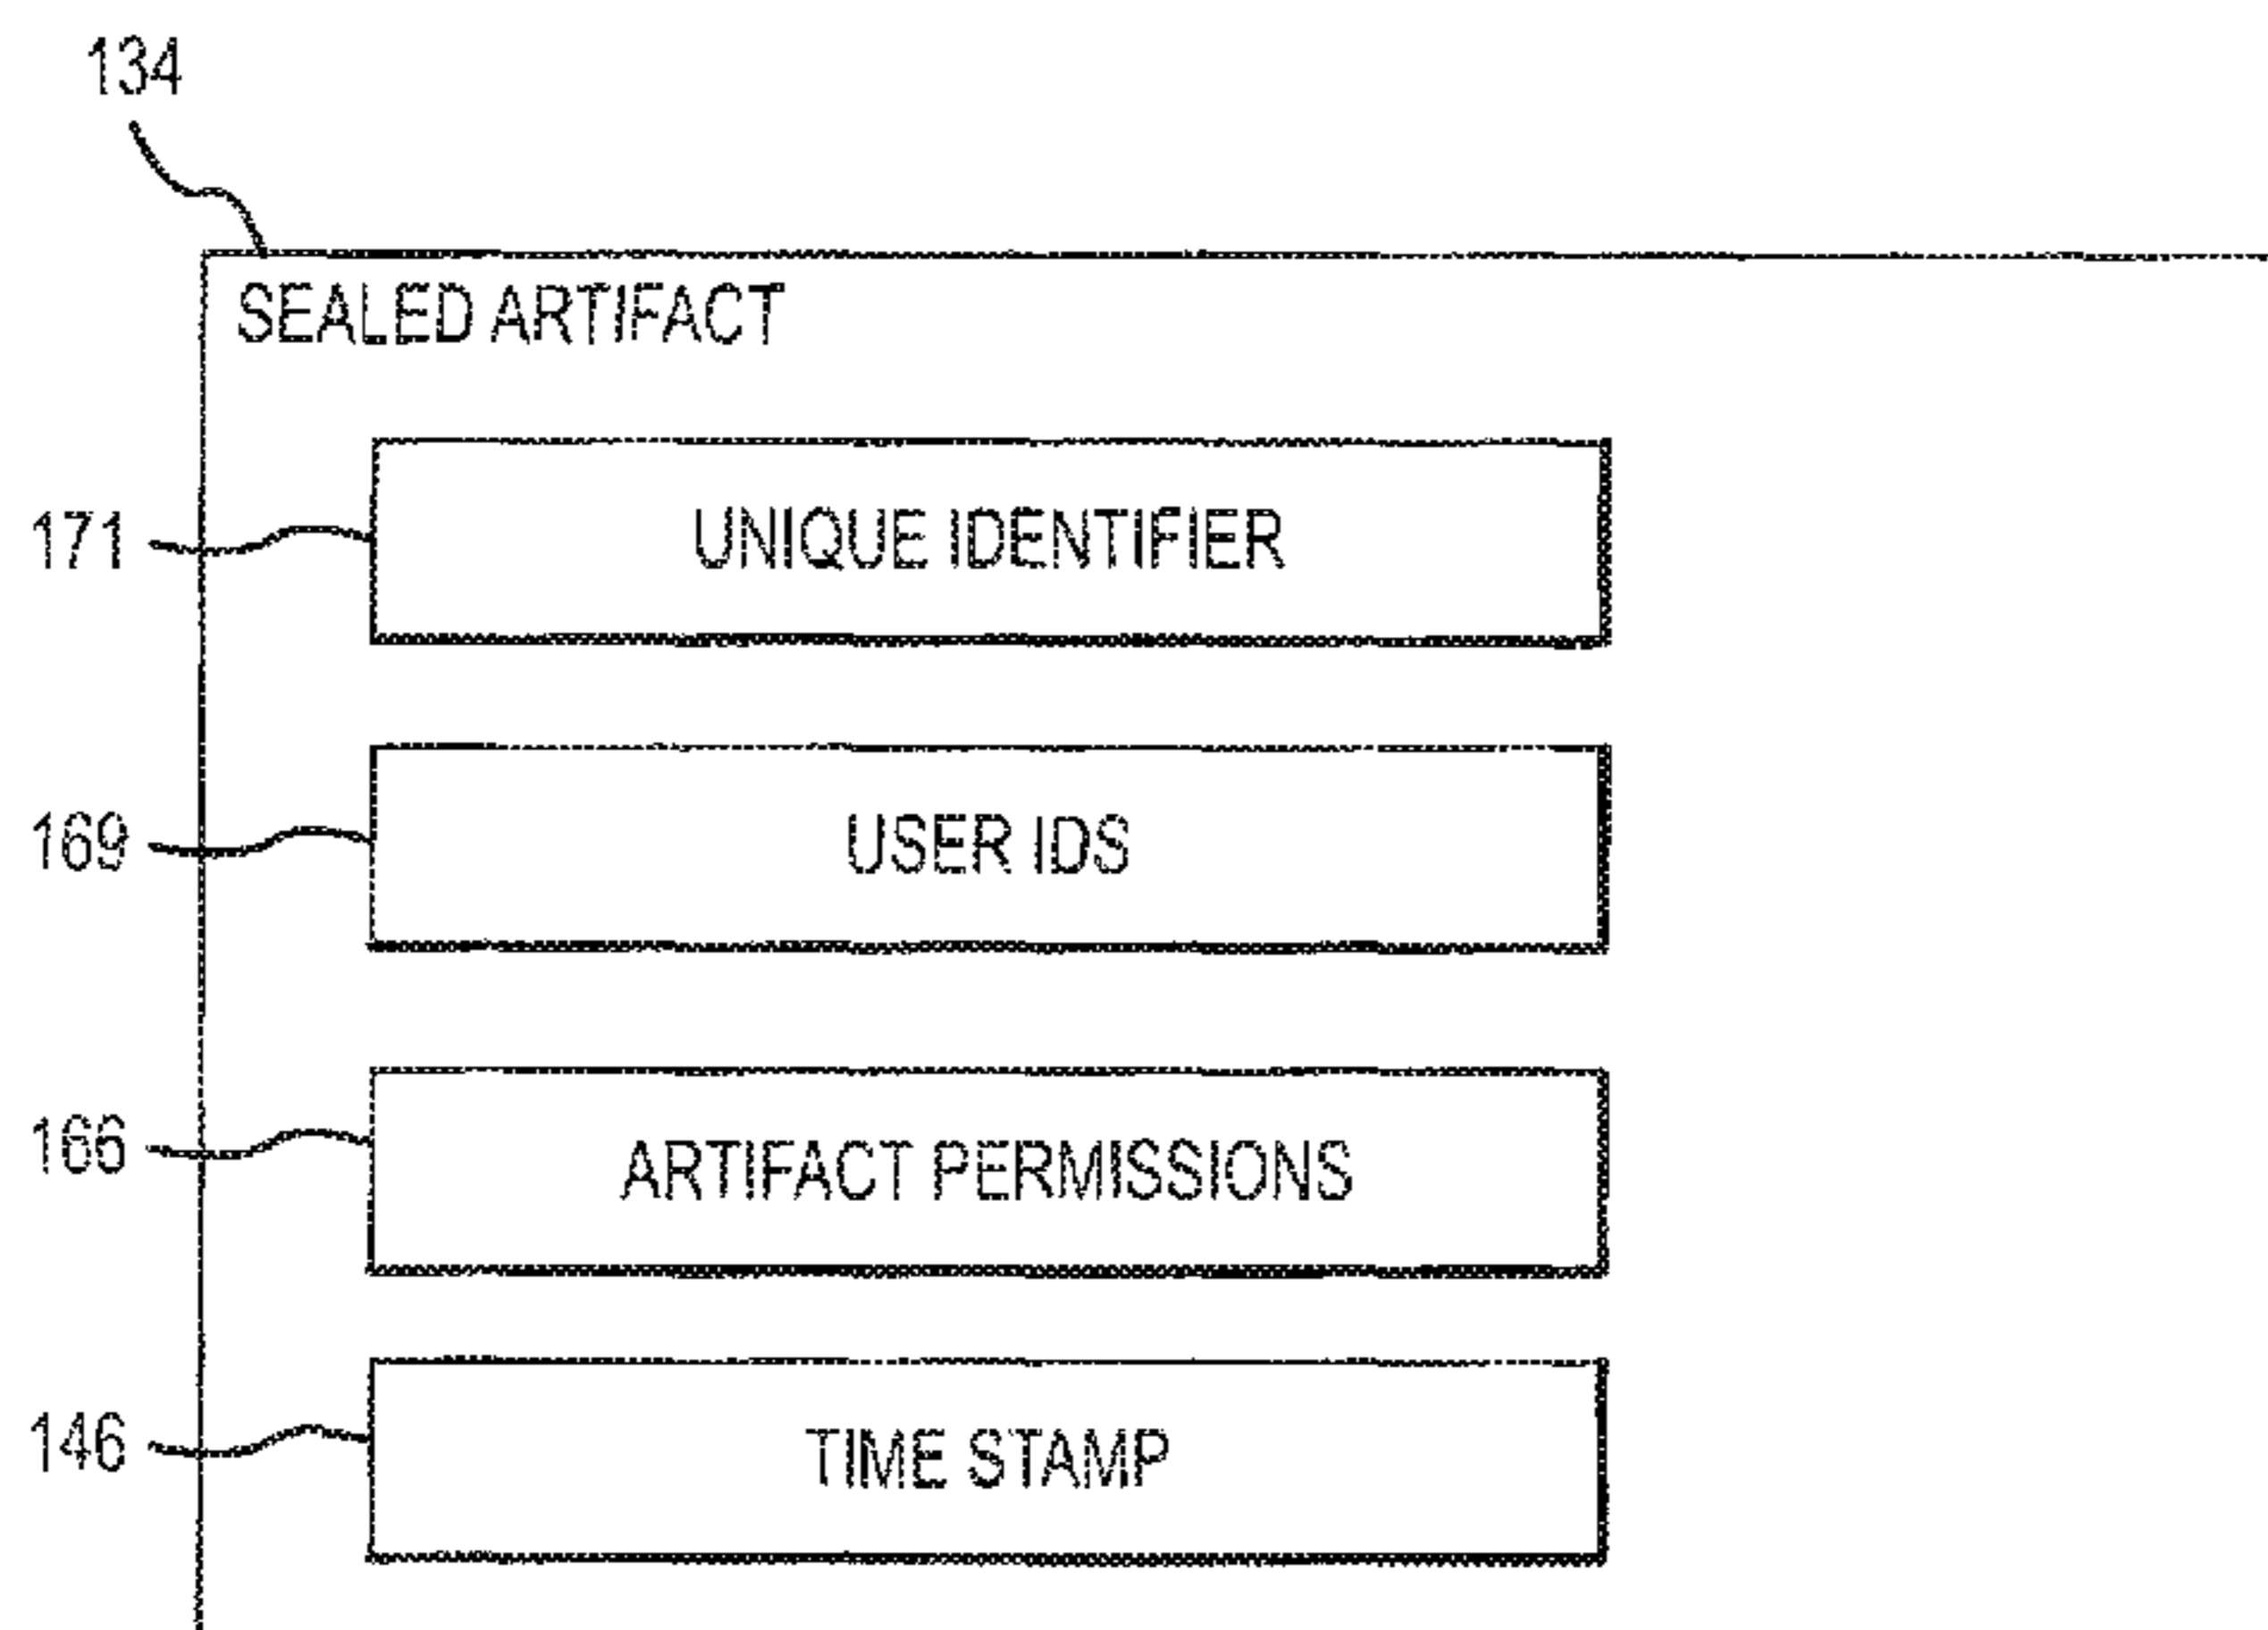 134
SEALED ARTIFACT
171
UNIQUE IDENTIFIER
169
USER IDS
166
ARTIFACT PERMISSIONS
146
TIME STAMP